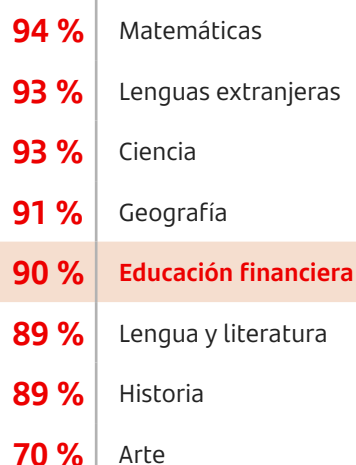 94 % Matemáticas
93 % Lenguas extranjeras
93 % Ciencia
91 % Geografía
90 % Educación financiera
89 % Lengua y literatura
89 % Historia
70 % Arte